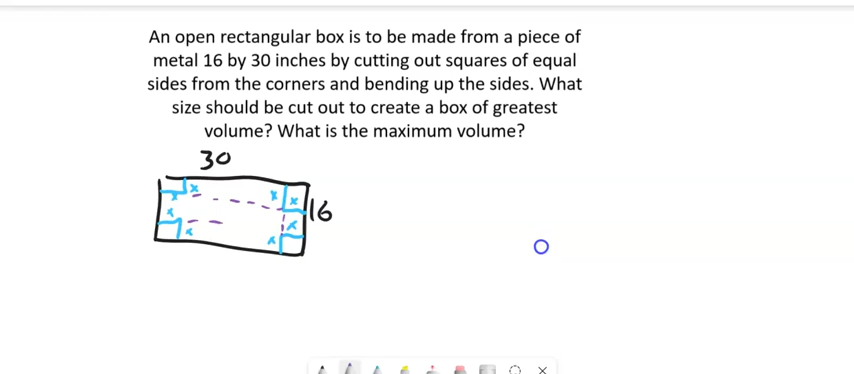 An open rectangular box is to be made from a piece of
metal 16 by 30 inches by cutting out squares of equal
sides from the corners and bending up the sides. What
size should be cut out to create a box of greatest
volume? What is the maximum volume?
30
x x x x
16
x x
x x